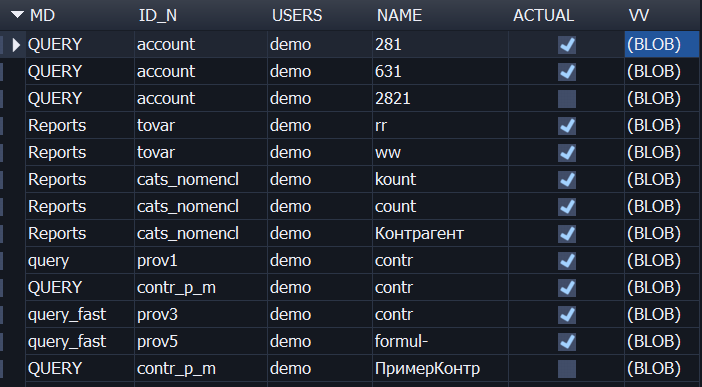 MD ID_N USERS NAME ACTUAL VV
QUERY account demo 281 (BLOB)
QUERY account demo 631 (BLOB)
QUERY account demo 2821 (BLOB)
Reports tovar demo rr (BLOB)
Reports tovar demo ww (BLOB)
Reports cats_nomencl demo kount (BLOB)
Reports cats_nomencl demo count (BLOB)
Reports cats_nomencl demo Контрагент (BLOB)
query prov1 demo contr (BLOB)
QUERY contr_p_m demo contr (BLOB)
query_fast prov3 demo contr (BLOB)
query_fast prov5 demo formul- (BLOB)
QUERY contr_p_m demo ПримерКонтр (BLOB)